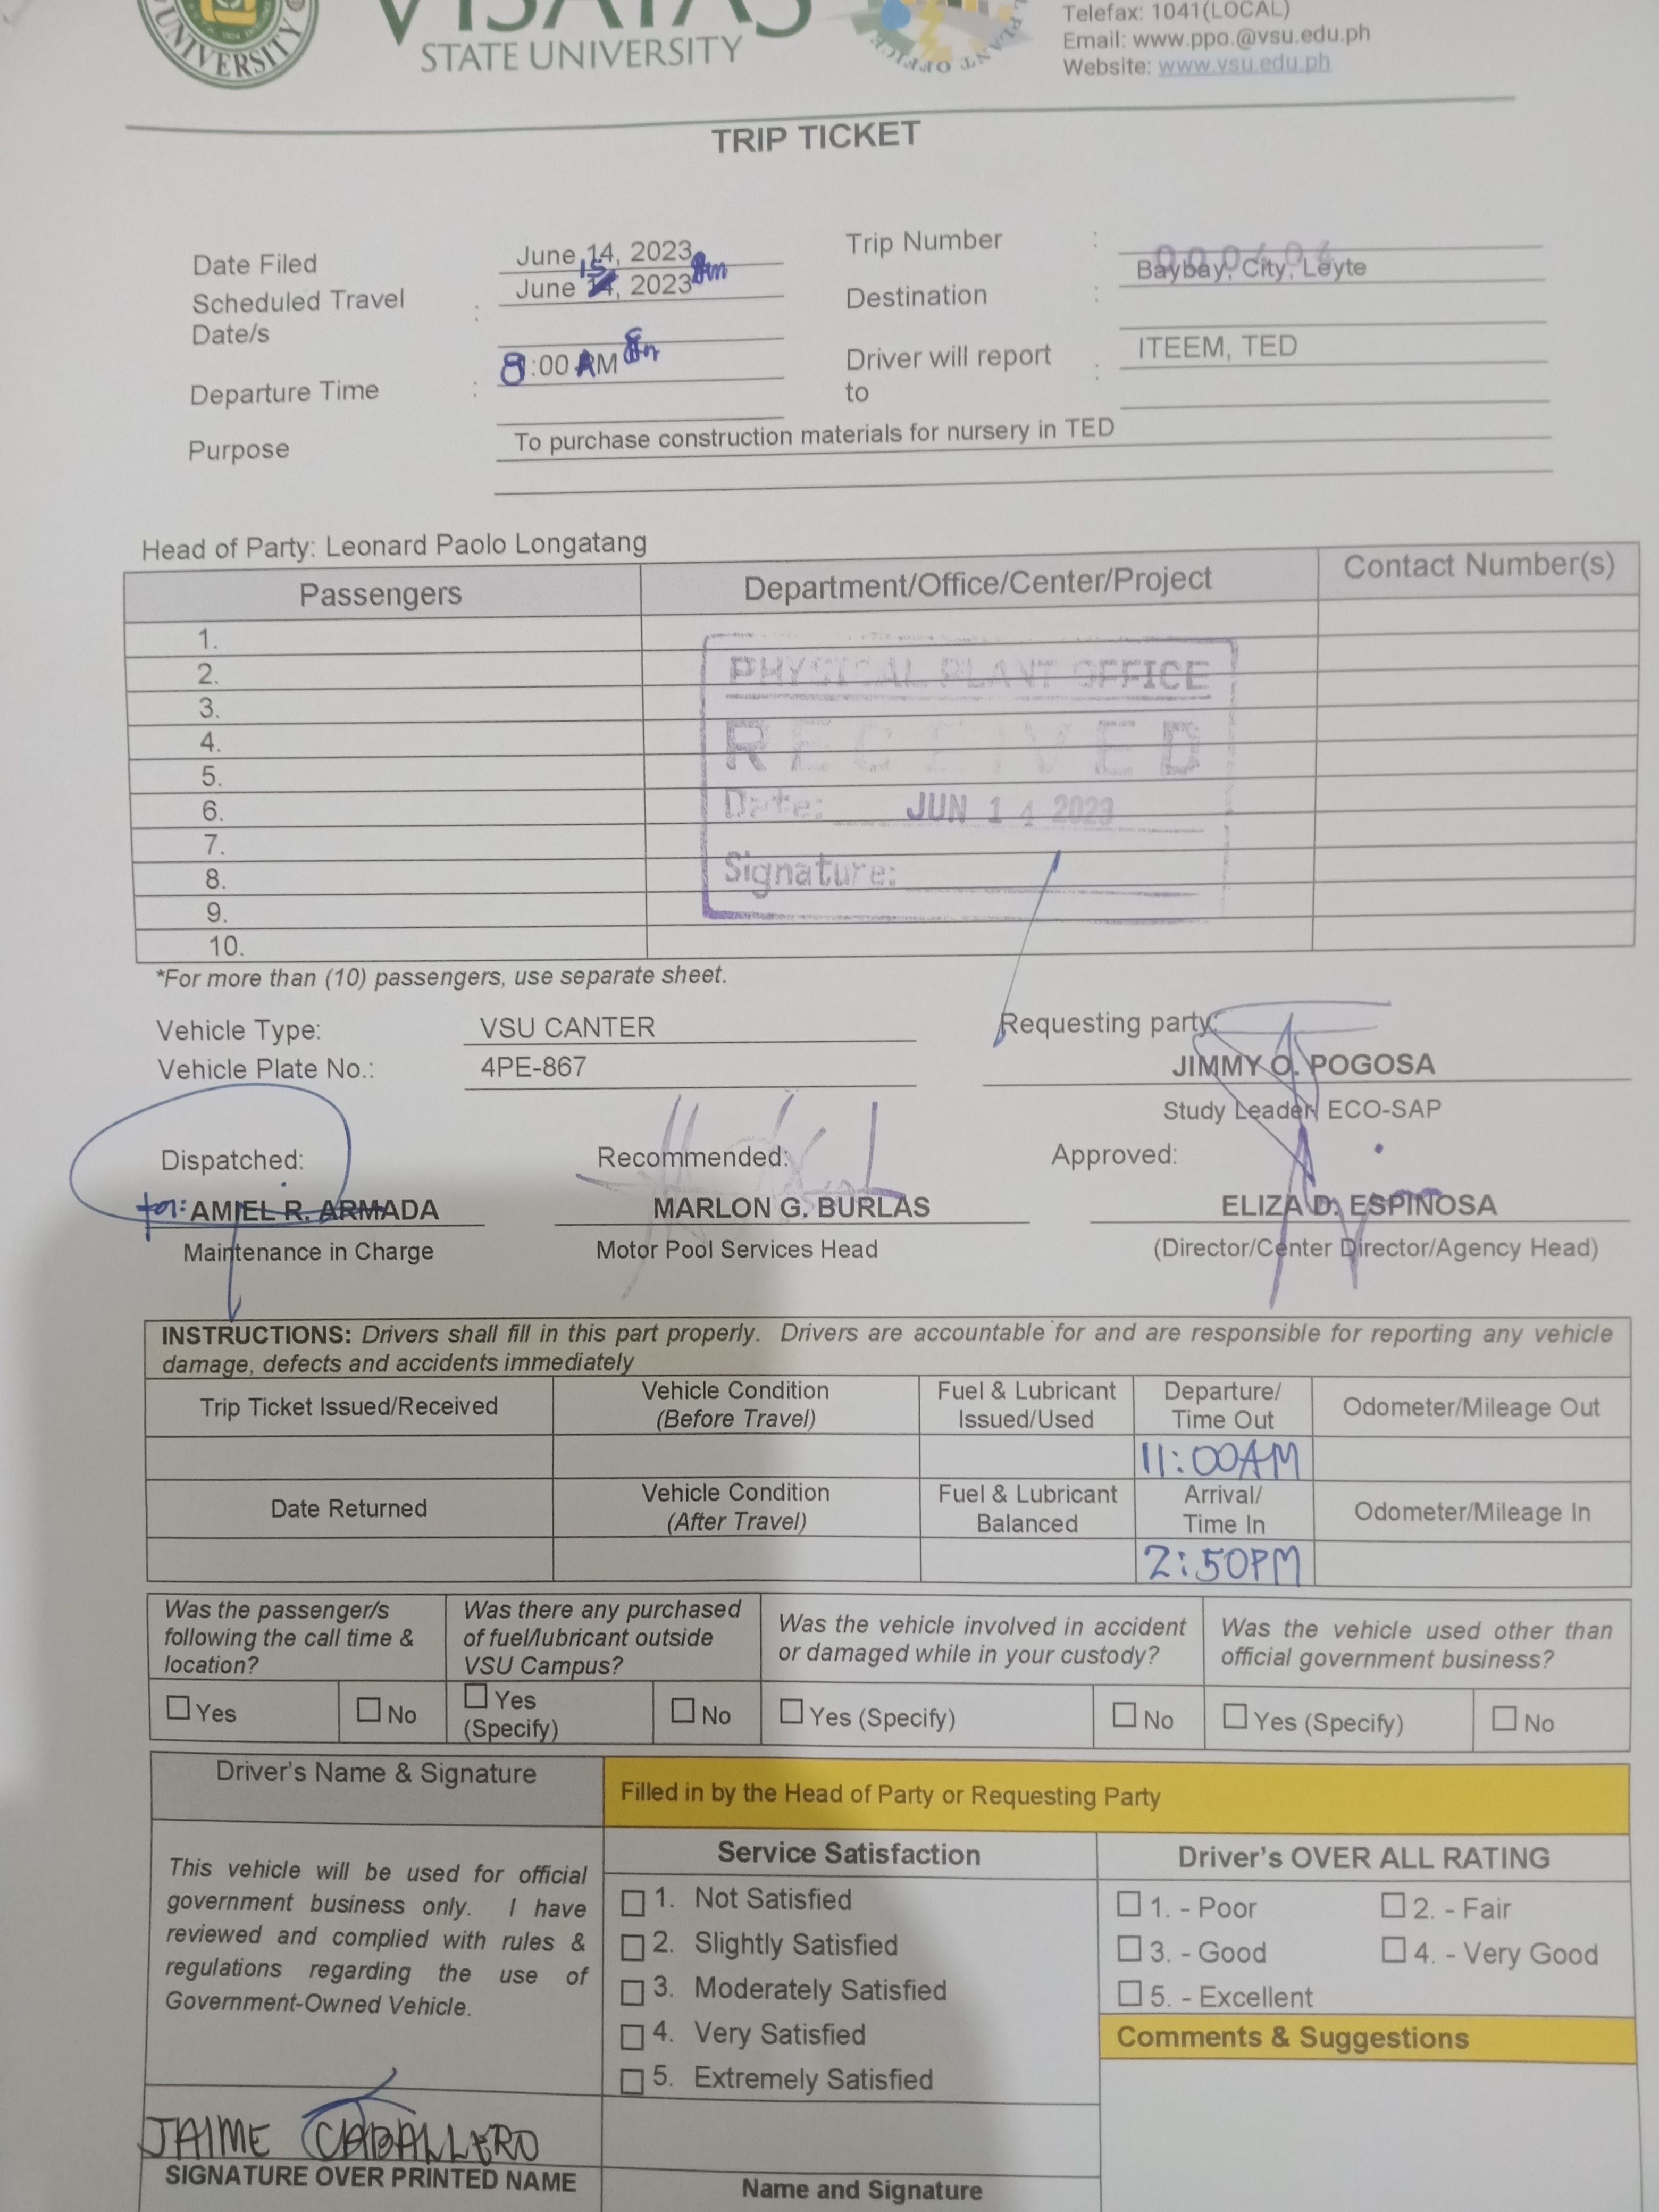 UNIVERSITY
VISAYAS
STATE UNIVERSITY
PLANT OFFICE
Telefax: 1041(LOCAL)
Email: www.ppo.@vsu.edu.ph
Website: www.vsu.edu.ph
TRIP TICKET
Date Filed June 14, 2023
Trip Number : 000404
Scheduled Travel Date/s : June 15, 2023
Destination : Baybay, City, Leyte
Departure Time : 8:00 AM
Driver will report to : ITEEM, TED
Purpose To purchase construction materials for nursery in TED
Head of Party: Leonard Paolo Longatang
Passengers Department/Office/Center/Project Contact Number(s)
1.
2.
3.
4.
5.
6.
7.
8.
9.
10.
PHYSICAL PLANT OFFICE
RECEIVED
Date: JUN 14 2023
Signature:
*For more than (10) passengers, use separate sheet.
Vehicle Type: VSU CANTER
Vehicle Plate No.: 4PE-867
Requesting party:
JIMMY O. POGOSA
Study Leader, ECO-SAP
Dispatched: Recommended: Approved:
for: AMIEL R. ARMADA MARLON G. BURLAS ELIZA D. ESPINOSA
Maintenance in Charge Motor Pool Services Head (Director/Center Director/Agency Head)
INSTRUCTIONS: Drivers shall fill in this part properly. Drivers are accountable for and are responsible for reporting any vehicle
damage, defects and accidents immediately
Trip Ticket Issued/Received Vehicle Condition (Before Travel) Fuel & Lubricant Issued/Used Departure/ Time Out Odometer/Mileage Out
11:00AM
Date Returned Vehicle Condition (After Travel) Fuel & Lubricant Balanced Arrival/ Time In Odometer/Mileage In
2:50PM
Was the passenger/s following the call time & location?
Was there any purchased of fuel/lubricant outside VSU Campus?
Was the vehicle involved in accident or damaged while in your custody?
Was the vehicle used other than official government business?
Yes No Yes (Specify) No Yes (Specify) No Yes (Specify) No
Driver's Name & Signature
Filled in by the Head of Party or Requesting Party
This vehicle will be used for official
government business only. I have
reviewed and complied with rules &
regulations regarding the use of
Government-Owned Vehicle.
Service Satisfaction
1. Not Satisfied
2. Slightly Satisfied
3. Moderately Satisfied
4. Very Satisfied
5. Extremely Satisfied
Driver's OVER ALL RATING
1. - Poor 2. - Fair
3. - Good 4. - Very Good
5. - Excellent
Comments & Suggestions
JAIME CABALLERO
SIGNATURE OVER PRINTED NAME
Name and Signature